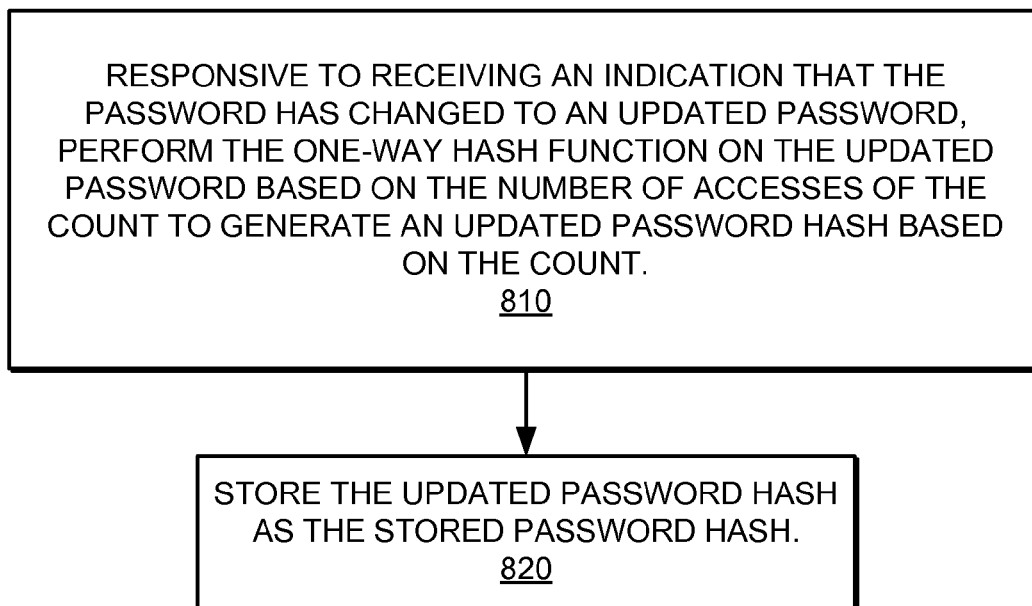 RESPONSIVE TO RECEIVING AN INDICATION THAT THE
PASSWORD HAS CHANGED TO AN UPDATED PASSWORD,
PERFORM THE ONE-WAY HASH FUNCTION ON THE UPDATED
PASSWORD BASED ON THE NUMBER OF ACCESSES OF THE
COUNT TO GENERATE AN UPDATED PASSWORD HASH BASED
ON THE COUNT.
810
STORE THE UPDATED PASSWORD HASH
AS THE STORED PASSWORD HASH.
820